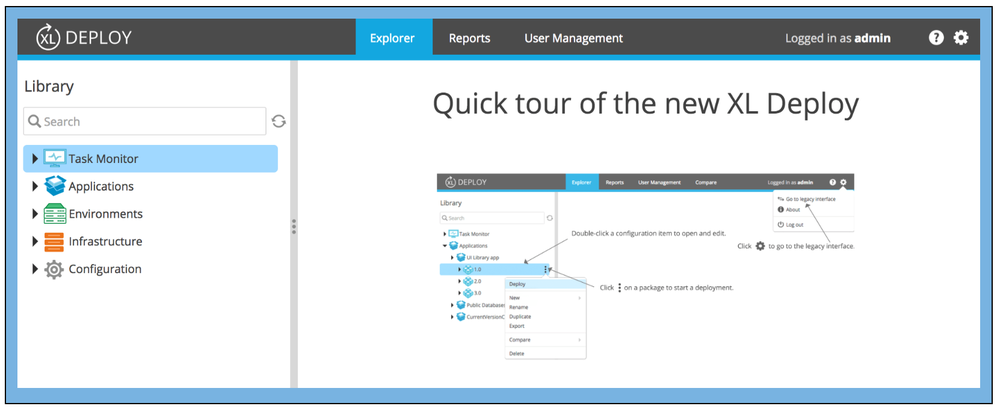 XL DEPLOY
Explorer
Reports
User Management
Logged in as admin
?
Library
Search
Task Monitor
Applications
Environments
Infrastructure
Configuration
Quick tour of the new XL Deploy
XL DEPLOY
Explorer
Reports
User Management
Compare
Logged in as admin
?
Go to legacy interface
About
Log out
Library
Search
Task Monitor
Applications
UI Library app
1.0
2.0
3.0
Public Database
CurrentVersionC
Deploy
New
Rename
Duplicate
Export
Compare
Delete
Double-click a configuration item to open and edit.
Click to go to the legacy interface.
Click on a package to start a deployment.